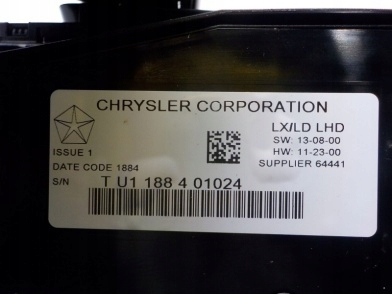 CHRYSLER CORPORATION
LX/LD LHD
SW: 13-08-00
HW: 11-23-00
SUPPLIER 64441
ISSUE 1
DATE CODE 1884
S/N T U1 188 4 01024